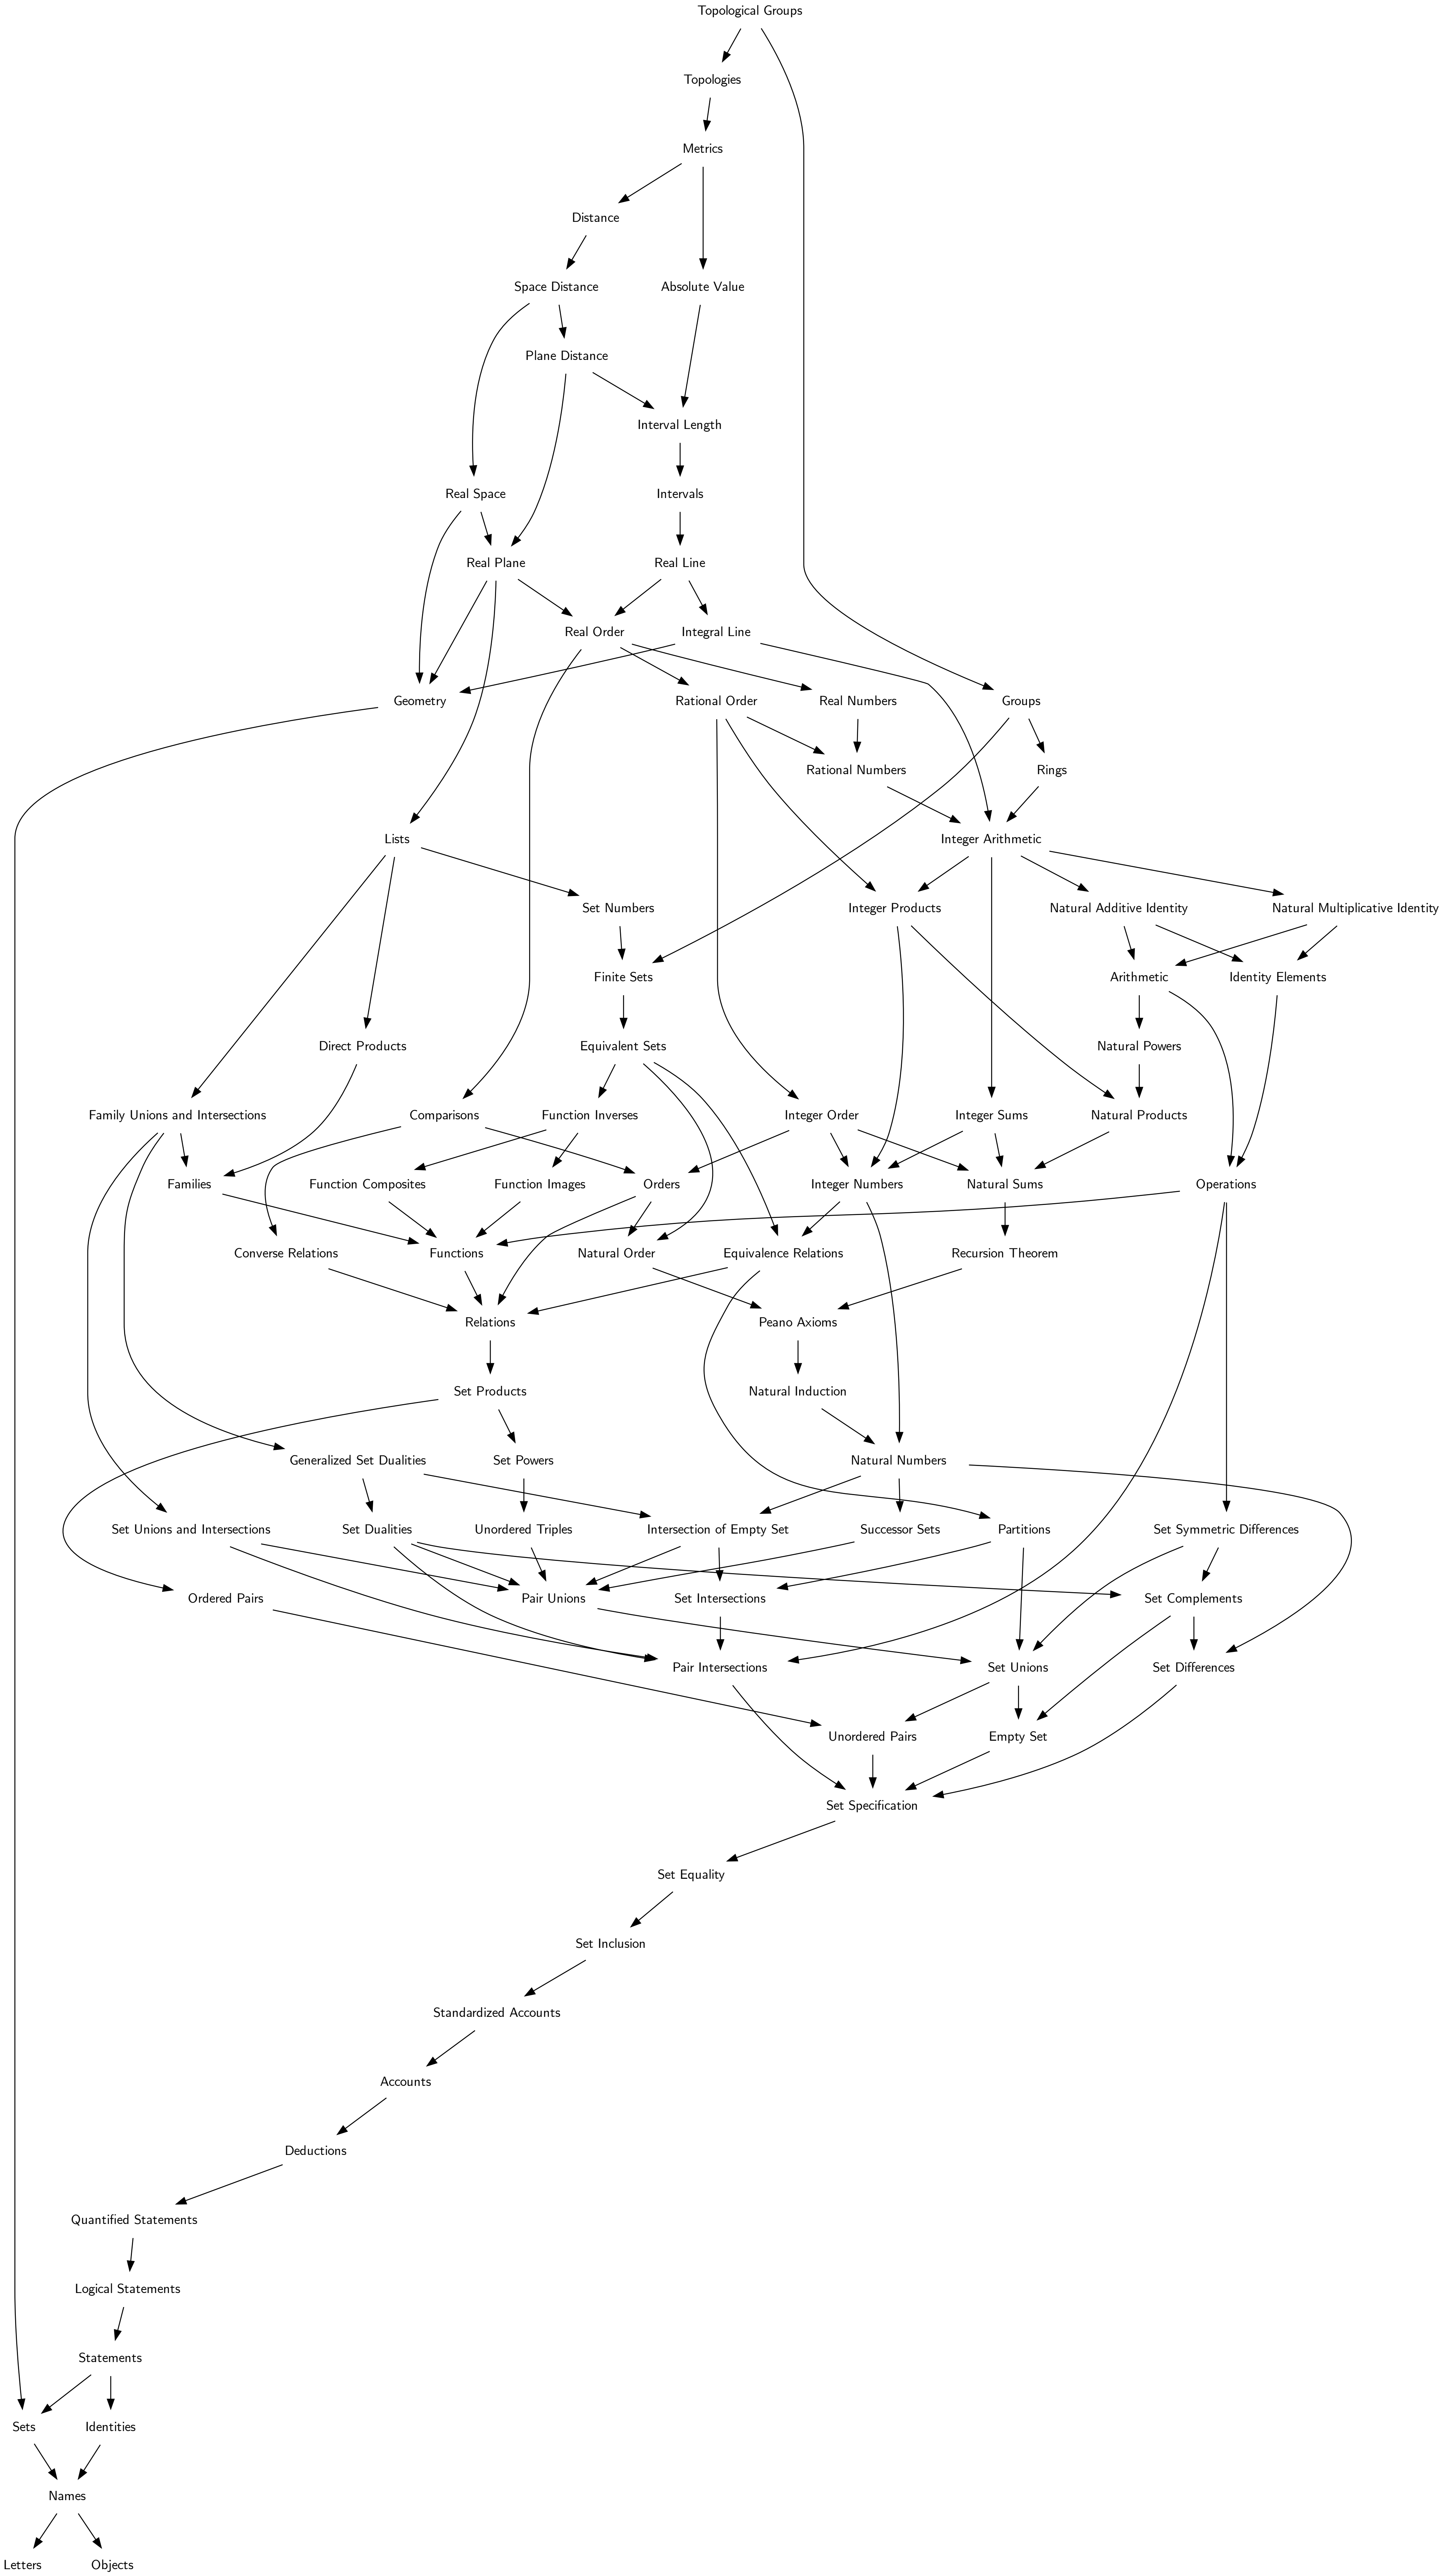 Topological Groups
Topologies
Metrics
Distance
Space Distance
Absolute Value
Plane Distance
Interval Length
Real Space
Intervals
Real Plane
Real Line
Real Order
Integral Line
Geometry
Rational Order
Real Numbers
Groups
Rational Numbers
Rings
Lists
Integer Arithmetic
Set Numbers
Integer Products
Natural Additive Identity
Natural Multiplicative Identity
Finite Sets
Arithmetic
Identity Elements
Direct Products
Equivalent Sets
Natural Powers
Family Unions and Intersections
Comparisons
Function Inverses
Integer Order
Integer Sums
Natural Products
Families
Function Composites
Function Images
Orders
Integer Numbers
Natural Sums
Operations
Converse Relations
Functions
Natural Order
Equivalence Relations
Recursion Theorem
Relations
Peano Axioms
Set Products
Natural Induction
Generalized Set Dualities
Set Powers
Natural Numbers
Set Unions and Intersections
Set Dualities
Unordered Triples
Intersection of Empty Set
Successor Sets
Partitions
Set Symmetric Differences
Ordered Pairs
Pair Unions
Set Intersections
Set Complements
Pair Intersections
Set Unions
Set Differences
Unordered Pairs
Empty Set
Set Specification
Set Equality
Set Inclusion
Standardized Accounts
Accounts
Deductions
Quantified Statements
Logical Statements
Statements
Sets
Identities
Names
Letters
Objects